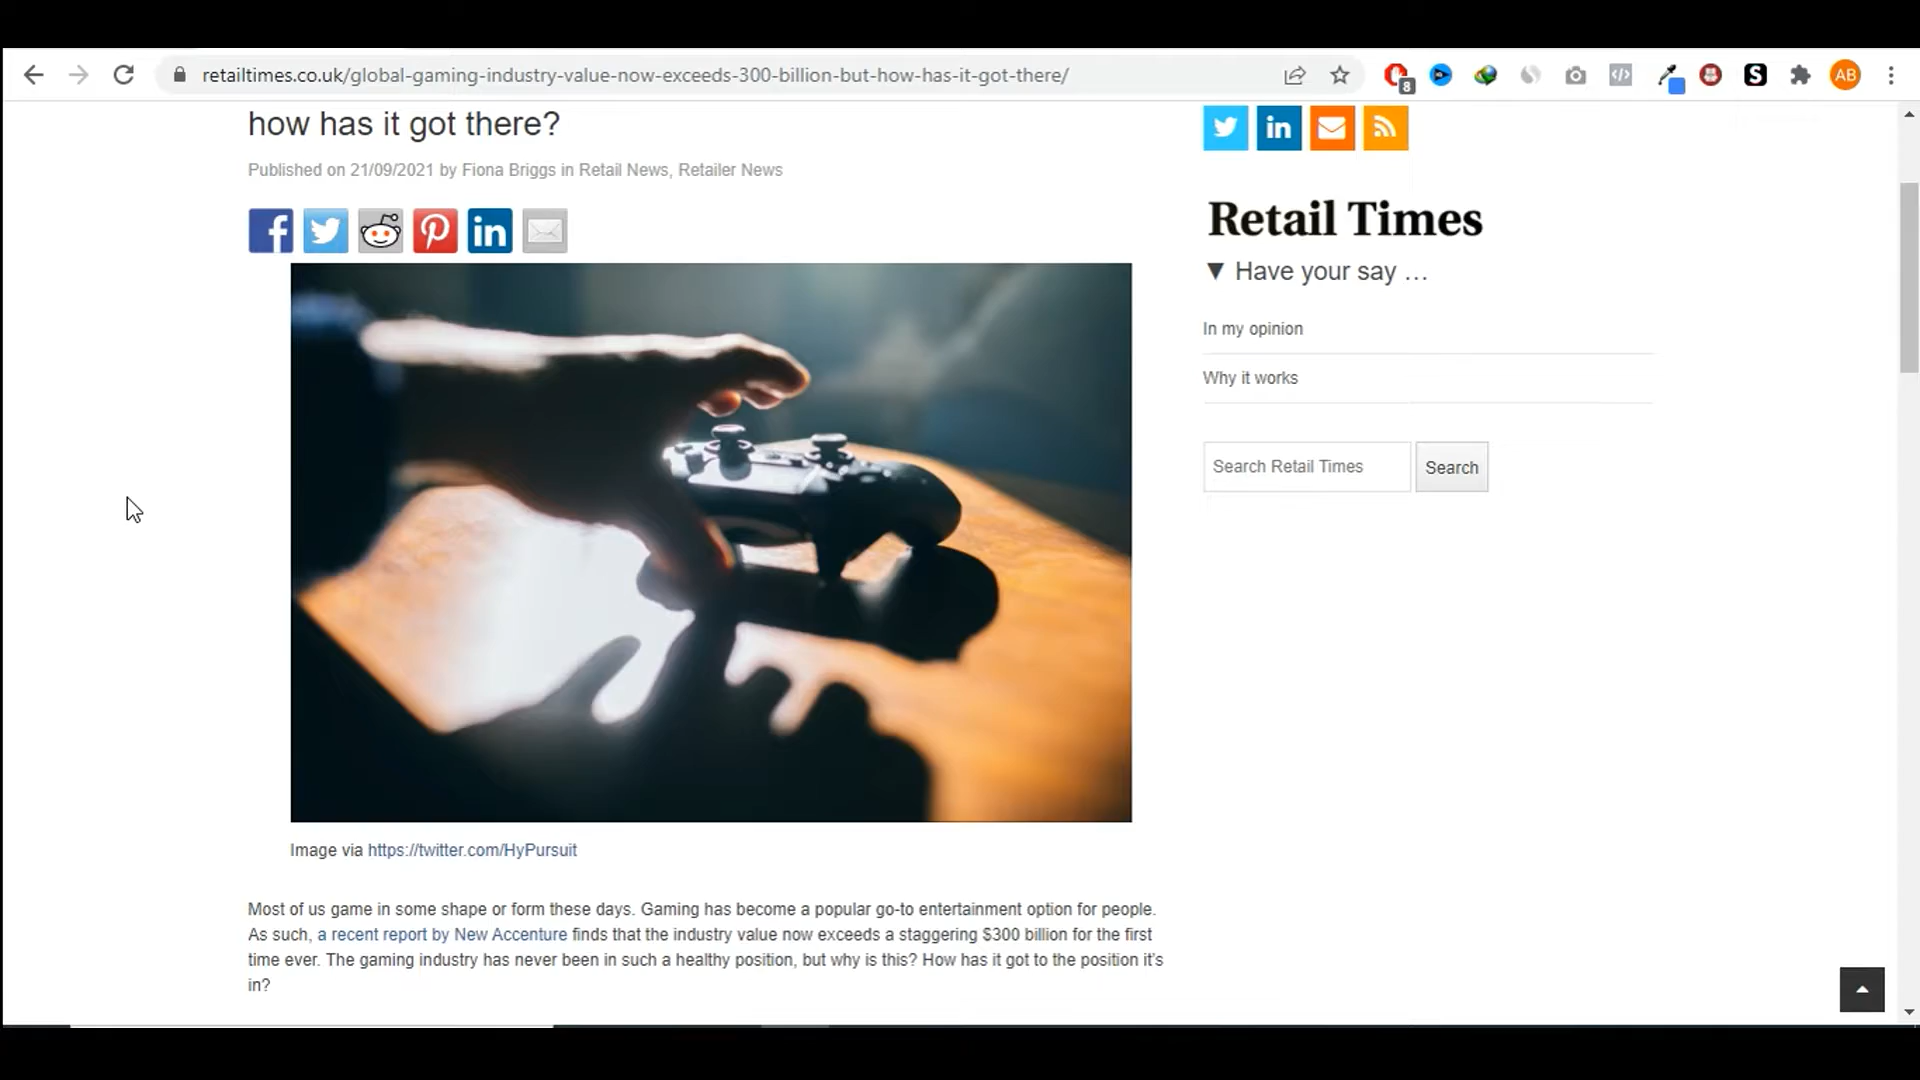 retailtimes.co.uk/global-gaming-industry-value-now-exceeds-300-billion-but-how-has-it-got-there/
8
AB
how has it got there?
Published on 21/09/2021 by Fiona Briggs in Retail News, Retailer News
Retail Times
▼ Have your say …
In my opinion
Why it works
Search Retail Times
Search
Image via https://twitter.com/HyPursuit
Most of us game in some shape or form these days. Gaming has become a popular go-to entertainment option for people.
As such, a recent report by New Accenture finds that the industry value now exceeds a staggering $300 billion for the first
time ever. The gaming industry has never been in such a healthy position, but why is this? How has it got to the position it's
in?